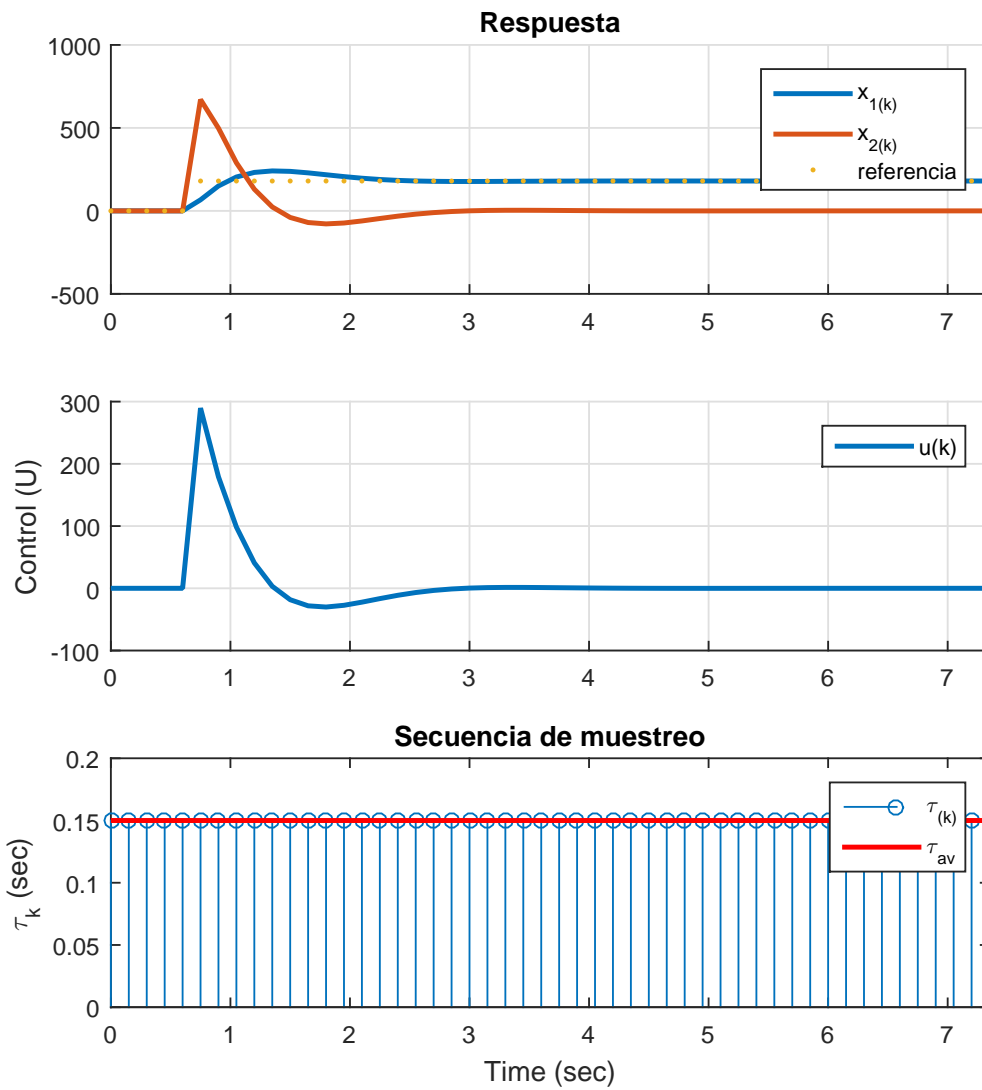 Respuesta
1000
500
0
-500
x1(k)
x2(k)
referencia
0 1 2 3 4 5 6 7
Control (U)
300
200
100
0
-100
u(k)
0 1 2 3 4 5 6 7
Secuencia de muestreo
τk (sec)
0.2
0.15
0.1
0.05
0
τ(k)
τav
0 1 2 3 4 5 6 7
Time (sec)